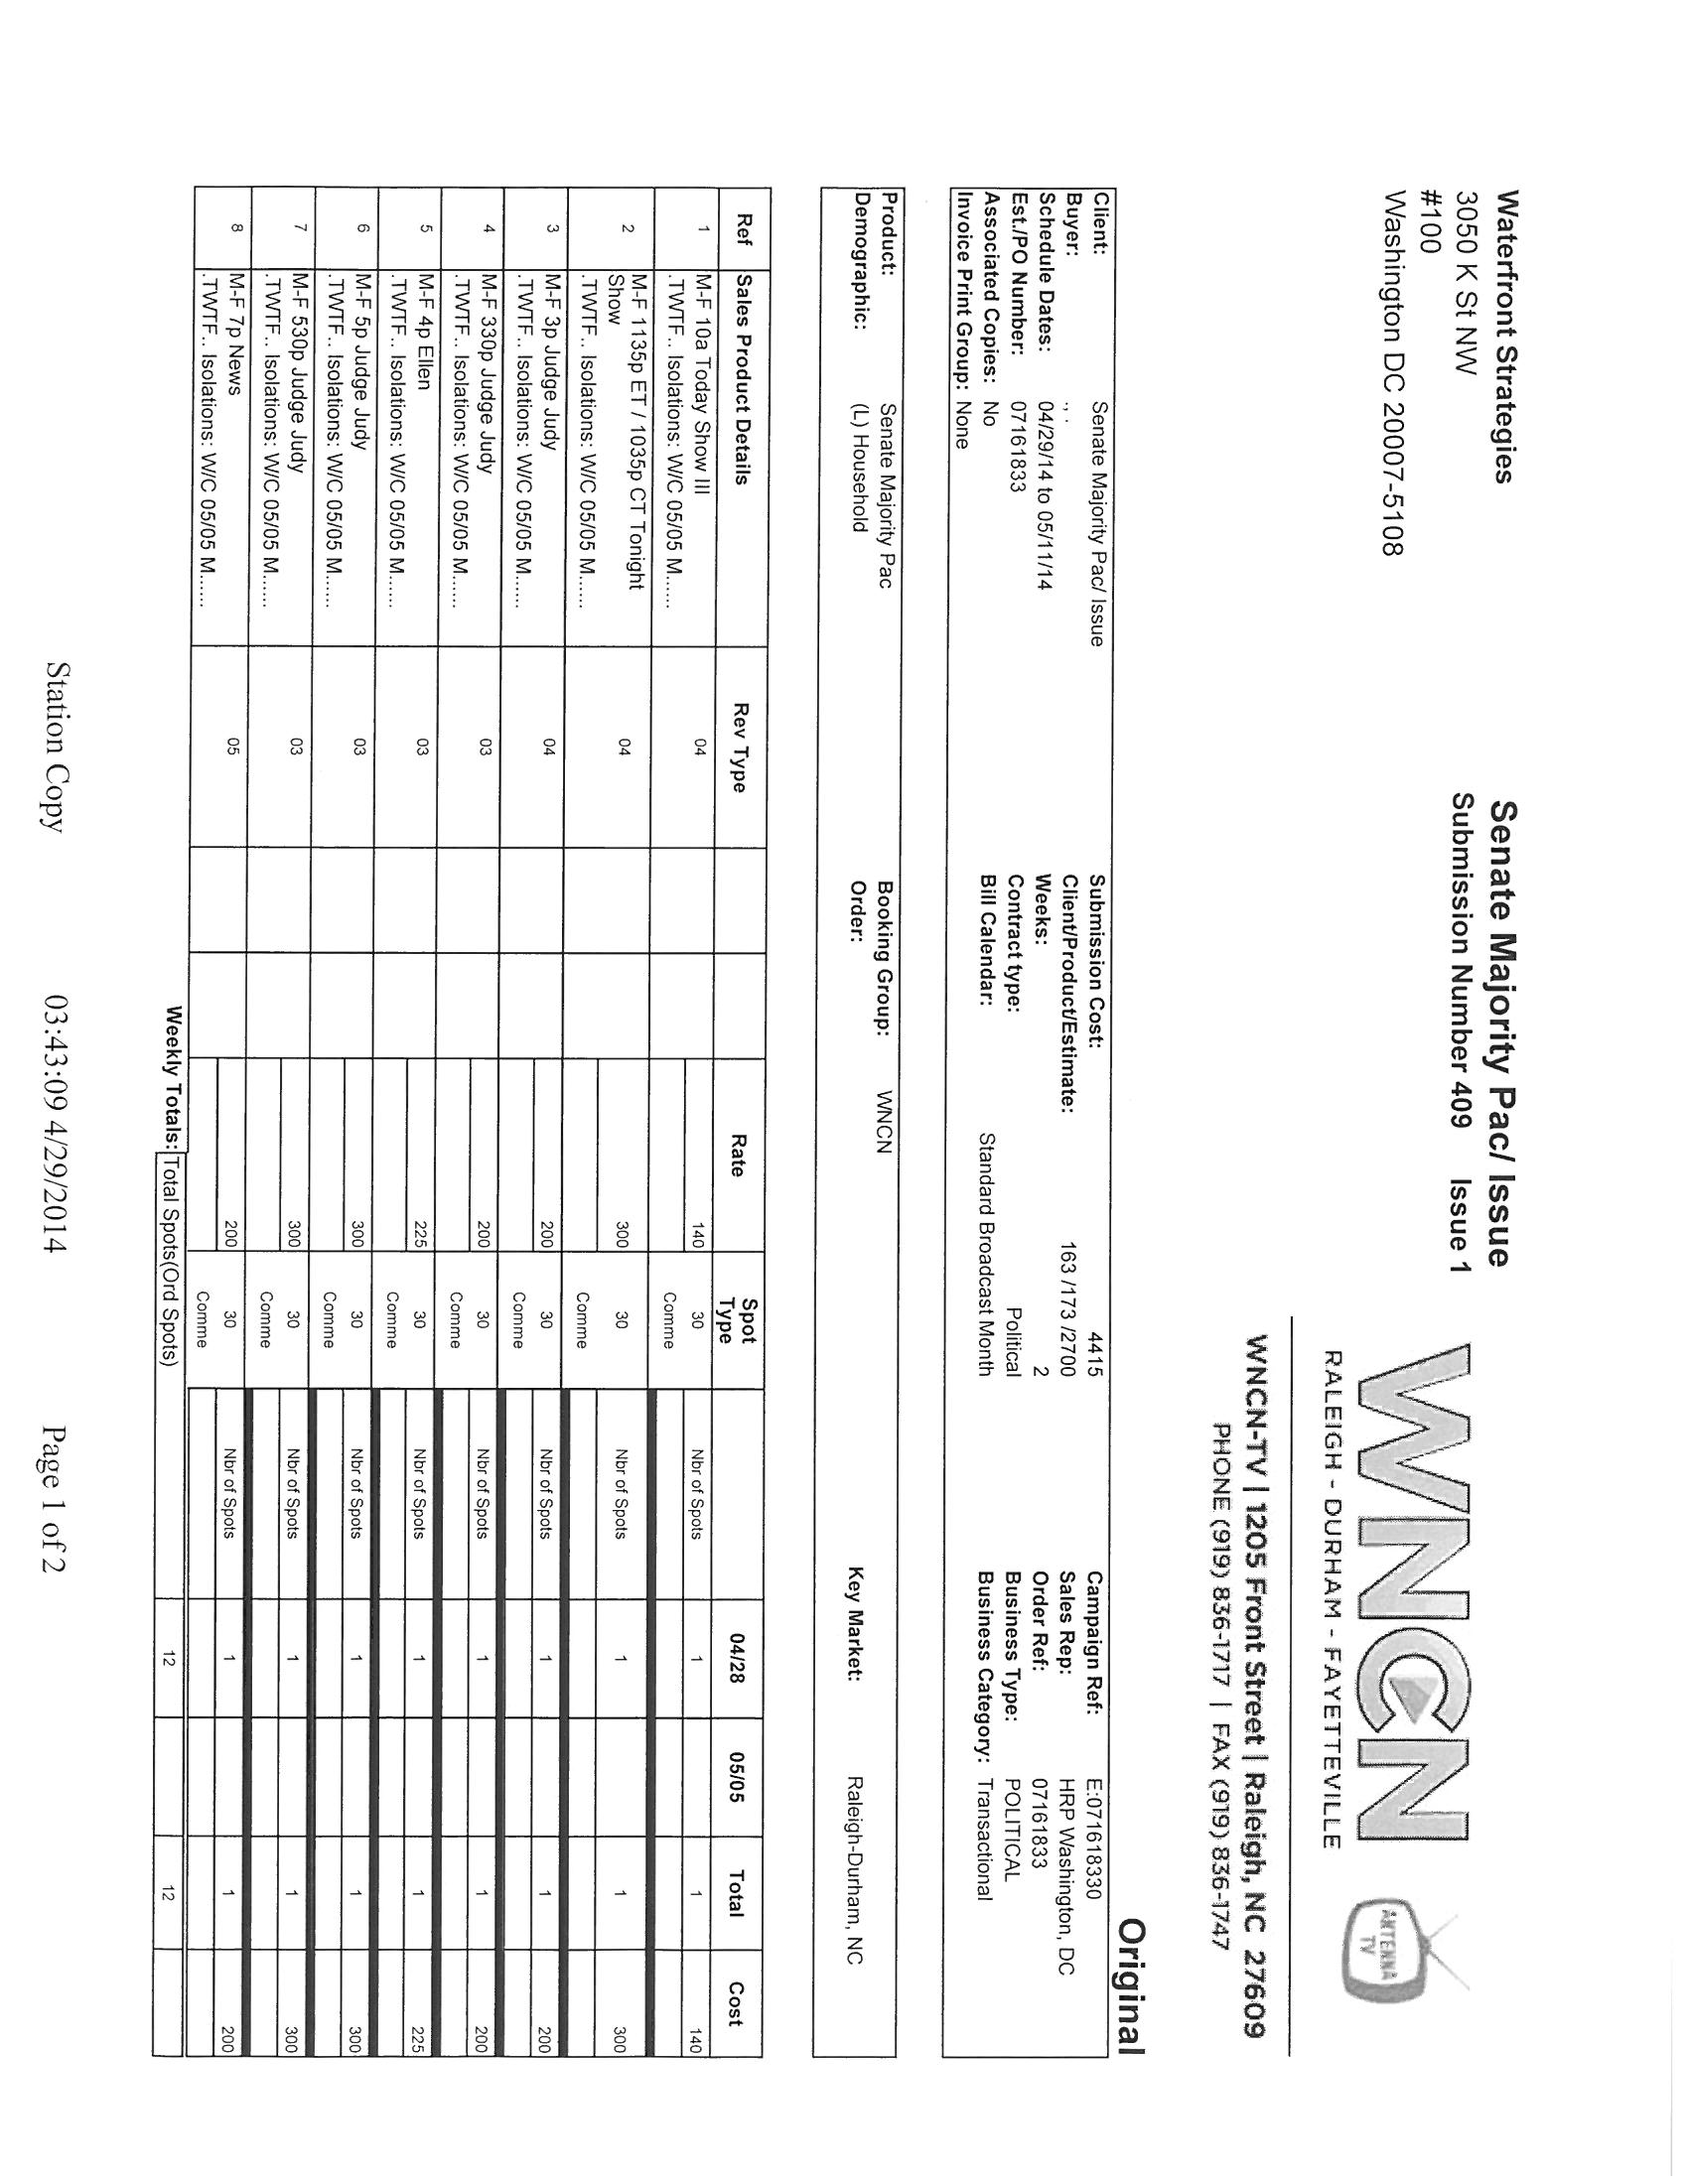 Waterfront Strategies
3050 K St NW
#100
Washington DC 20007-5108
Senate Majority Pac/ Issue
Submission Number 409 Issue 1
WNCN
RALEIGH - DURHAM - FAYETTEVILLE
ANTENNA
TV
WNCN-TV | 1205 Front Street | Raleigh, NC 27609
PHONE (919) 836-1717 | FAX (919) 836-1747
Original
Client: Senate Majority Pac/ Issue Submission Cost: 4415 Campaign Ref: E:071618330
Buyer: ., . Client/Product/Estimate: 163 /173 /2700 Sales Rep: HRP Washington, DC
Schedule Dates: 04/29/14 to 05/11/14 Weeks: 2 Order Ref: 07161833
Est./PO Number: 07161833 Contract type: Political Business Type: POLITICAL
Associated Copies: No Bill Calendar: Standard Broadcast Month Business Category: Transactional
Invoice Print Group: None
Product: Senate Majority Pac Booking Group: WNCN
Demographic: (L) Household Order: Key Market: Raleigh-Durham, NC
Ref Sales Product Details Rev Type Rate Spot Type 04/28 05/05 Total Cost
1 M-F 10a Today Show III 04 140 30 Nbr of Spots 1 1 140
.TWTF.. Isolations: W/C 05/05 M...... Comme
2 M-F 1135p ET / 1035p CT Tonight 04 300 30 Nbr of Spots 1 1 300
Show
.TWTF.. Isolations: W/C 05/05 M...... Comme
3 M-F 3p Judge Judy 04 200 30 Nbr of Spots 1 1 200
.TWTF.. Isolations: W/C 05/05 M...... Comme
4 M-F 330p Judge Judy 03 200 30 Nbr of Spots 1 1 200
.TWTF.. Isolations: W/C 05/05 M...... Comme
5 M-F 4p Ellen 03 225 30 Nbr of Spots 1 1 225
.TWTF.. Isolations: W/C 05/05 M...... Comme
6 M-F 5p Judge Judy 03 300 30 Nbr of Spots 1 1 300
.TWTF.. Isolations: W/C 05/05 M...... Comme
7 M-F 530p Judge Judy 03 300 30 Nbr of Spots 1 1 300
.TWTF.. Isolations: W/C 05/05 M...... Comme
8 M-F 7p News 05 200 30 Nbr of Spots 1 1 200
.TWTF.. Isolations: W/C 05/05 M...... Comme
Weekly Totals: Total Spots(Ord Spots) 12 12
Station Copy 03:43:09 4/29/2014 Page 1 of 2